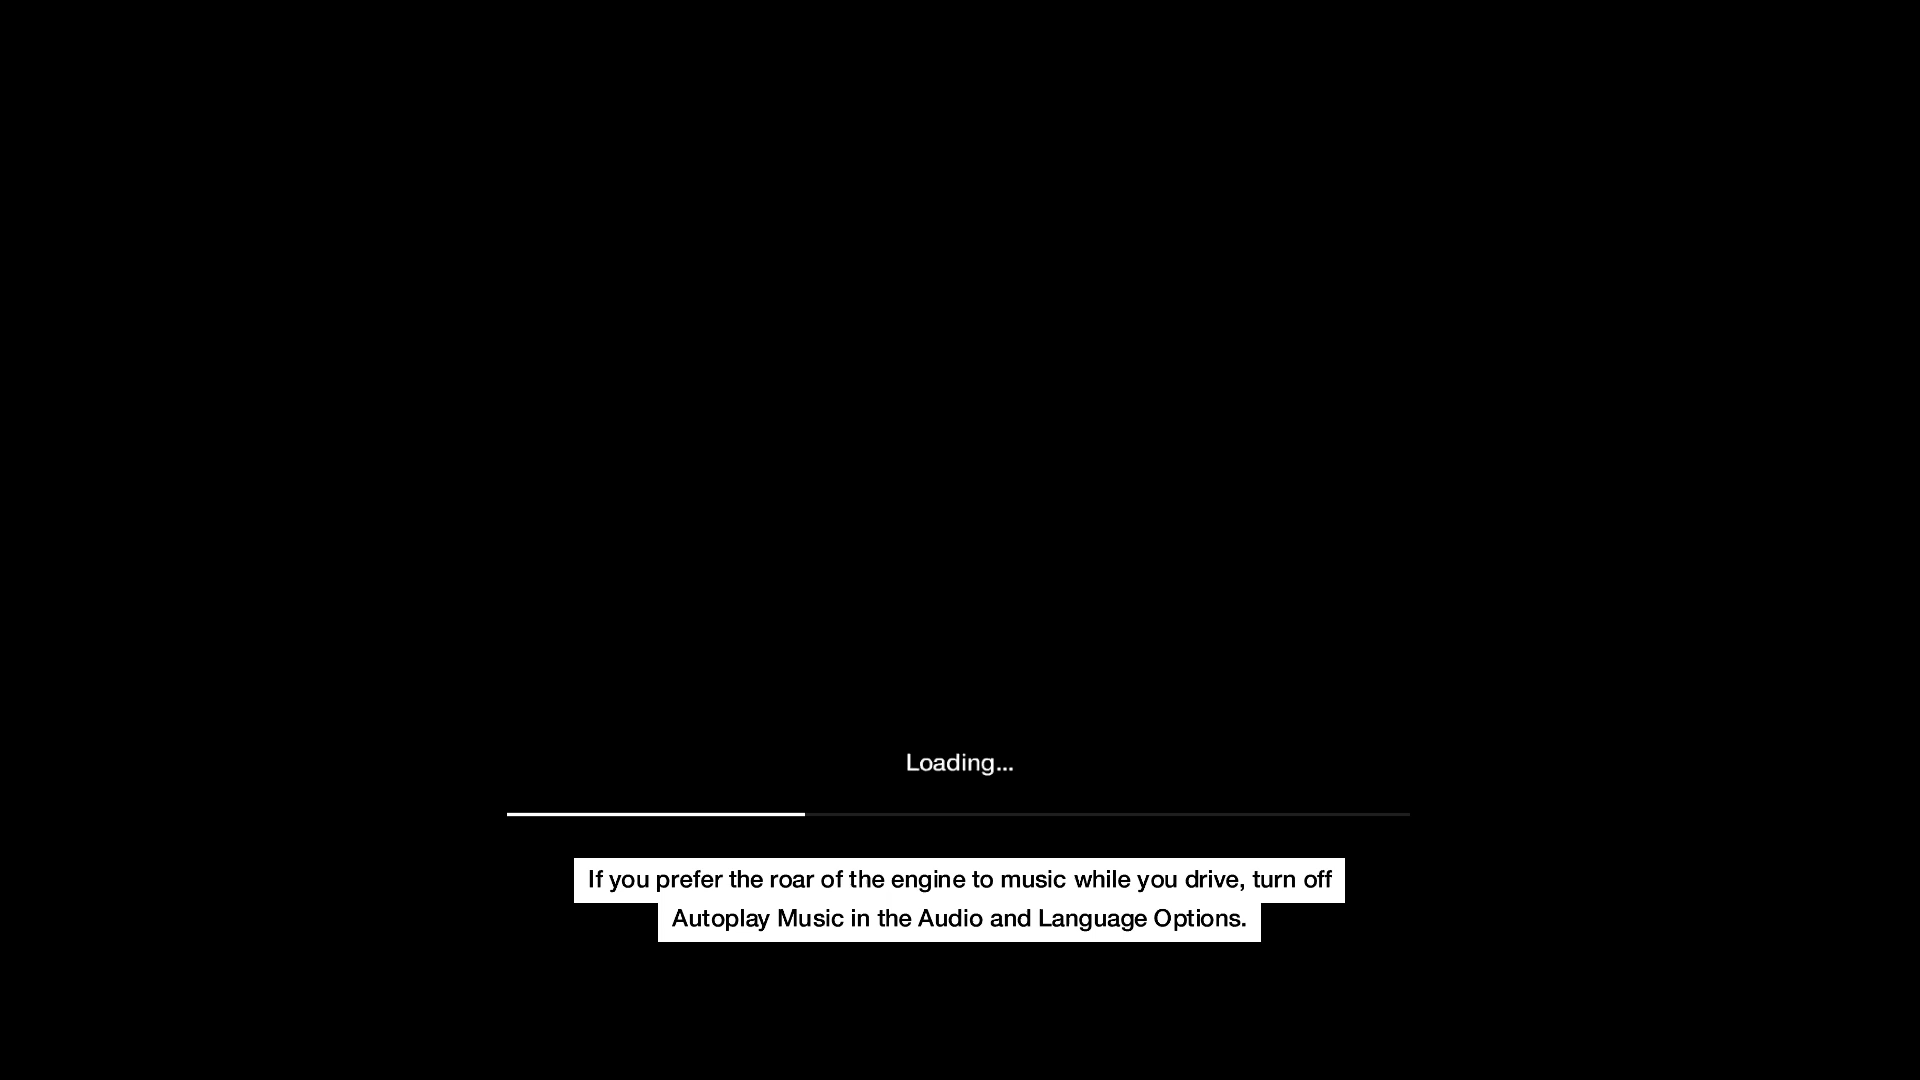 Loading...
If you prefer the roar of the engine to music while you drive, turn off
Autoplay Music in the Audio and Language Options.